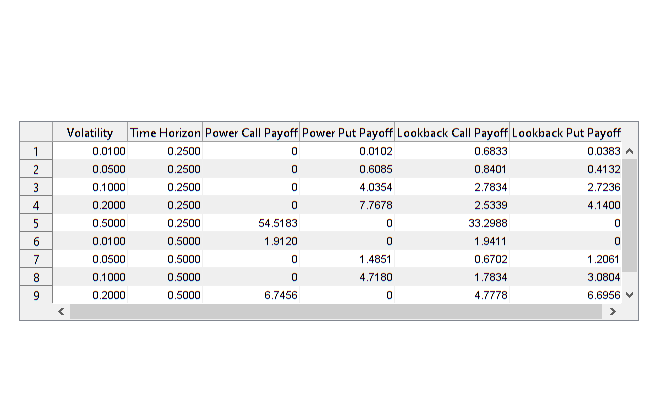 Volatility Time Horizon Power Call Payoff Power Put Payoff Lookback Call Payoff Lookback Put Payoff
1 0.0100 0.2500 0 0.0102 0.6833 0.0383
2 0.0500 0.2500 0 0.6085 0.8401 0.4132
3 0.1000 0.2500 0 4.0354 2.7834 2.7236
4 0.2000 0.2500 0 7.7678 2.5339 4.1400
5 0.5000 0.2500 54.5183 0 33.2988 0
6 0.0100 0.5000 1.9120 0 1.9411 0
7 0.0500 0.5000 0 1.4851 0.6702 1.2061
8 0.1000 0.5000 0 4.7180 1.7834 3.0804
9 0.2000 0.5000 6.7456 0 4.7778 6.6956